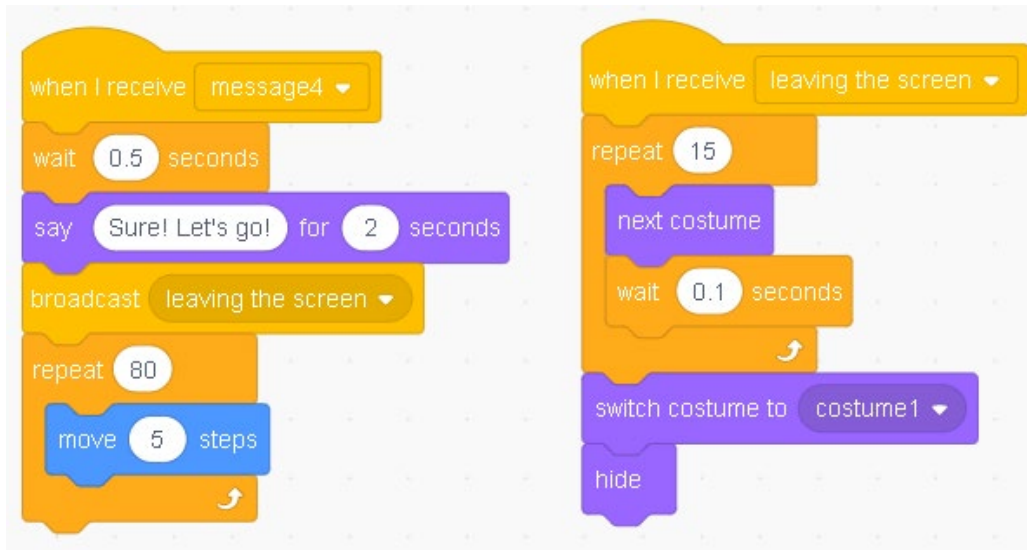 when I receive message4
wait 0.5 seconds
say Sure! Let's go! for 2 seconds
broadcast leaving the screen
repeat 80
move 5 steps
when I receive leaving the screen
repeat 15
next costume
wait 0.1 seconds
switch costume to costume1
hide